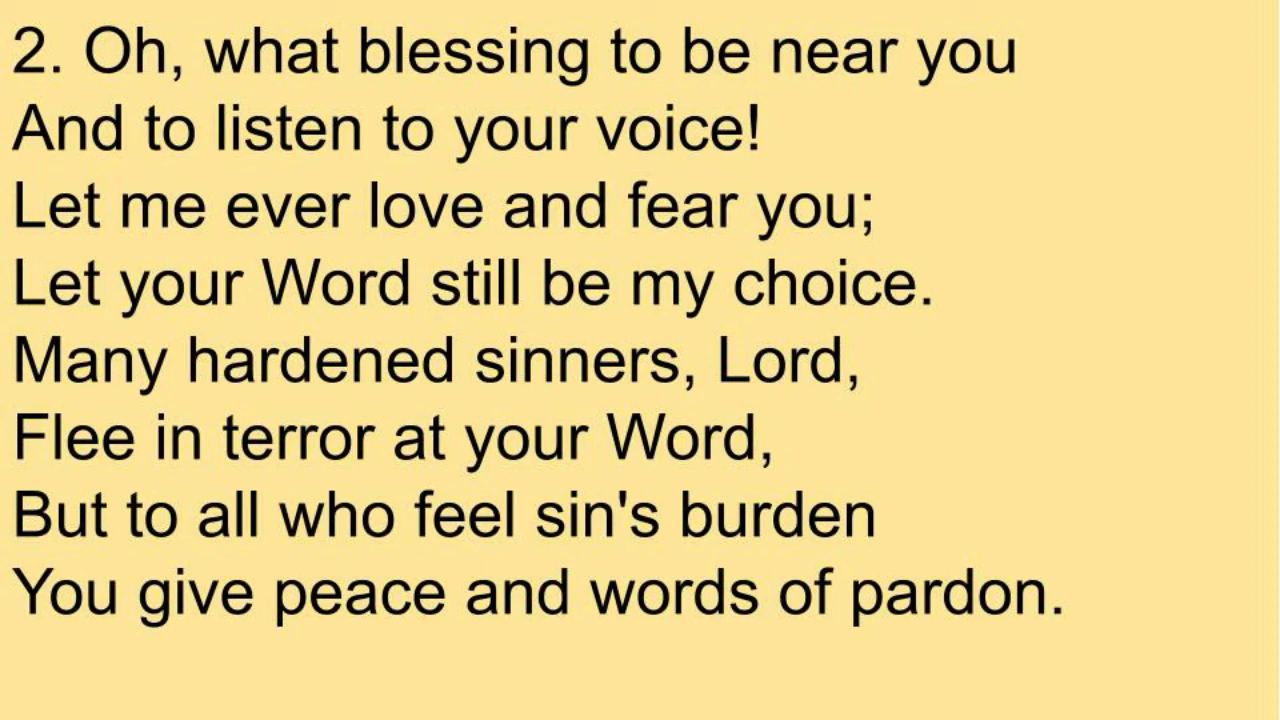 2. Oh, what blessing to be near you
And to listen to your voice!
Let me ever love and fear you;
Let your Word still be my choice.
Many hardened sinners, Lord,
Flee in terror at your Word,
But to all who feel sin's burden
You give peace and words of pardon.